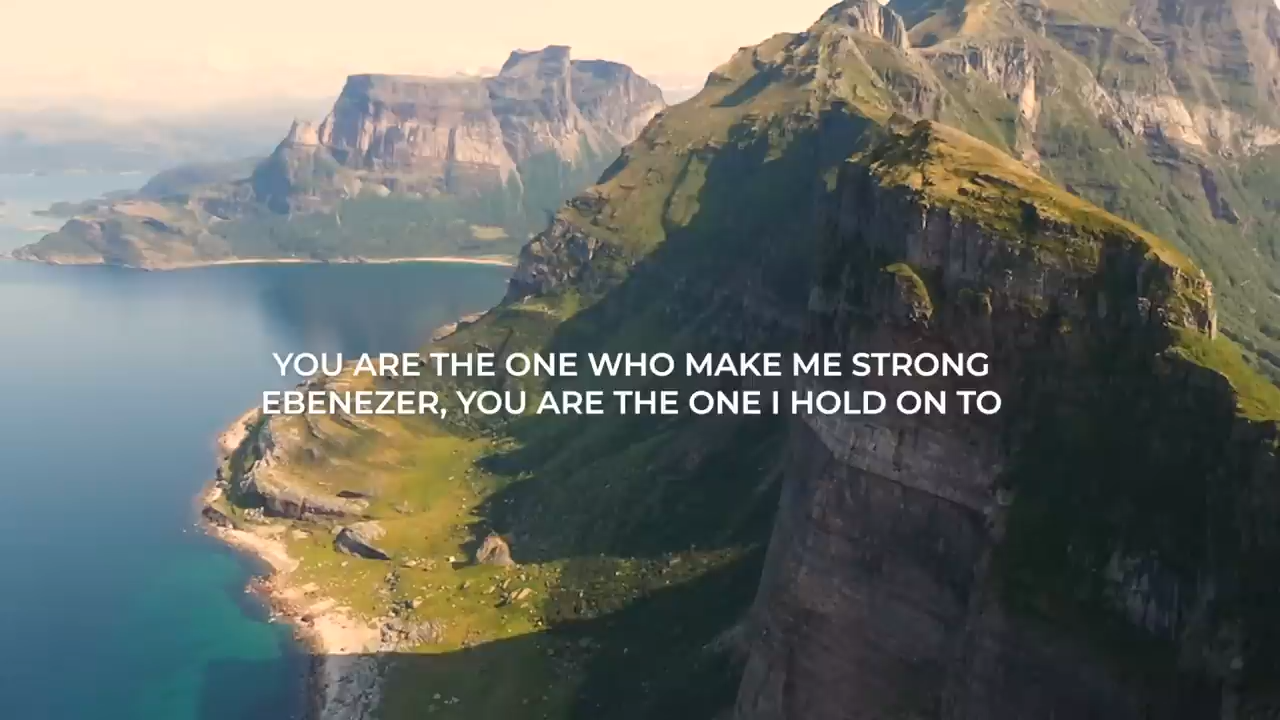 YOU ARE THE ONE WHO MAKE ME STRONG
EBENEZER, YOU ARE THE ONE I HOLD ON TO